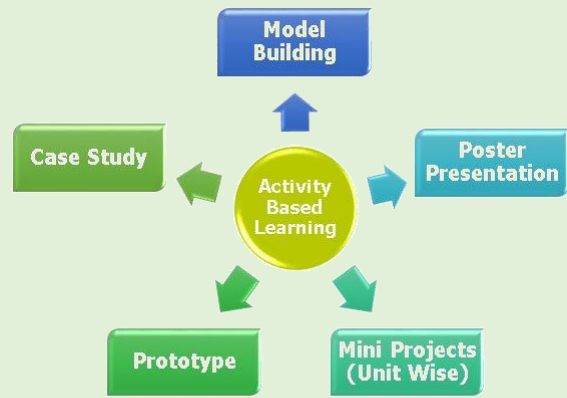 Model
Building
Case Study
Poster
Presentation
Activity
Based
Learning
Prototype
Mini Projects
(Unit Wise)